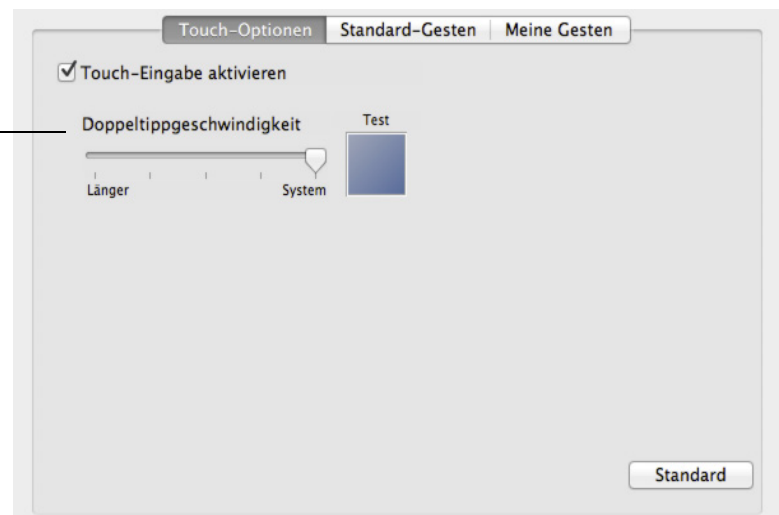 Touch-Optionen Standard-Gesten Meine Gesten
Touch-Eingabe aktivieren
Doppeltippgeschwindigkeit Test
Länger System
Standard